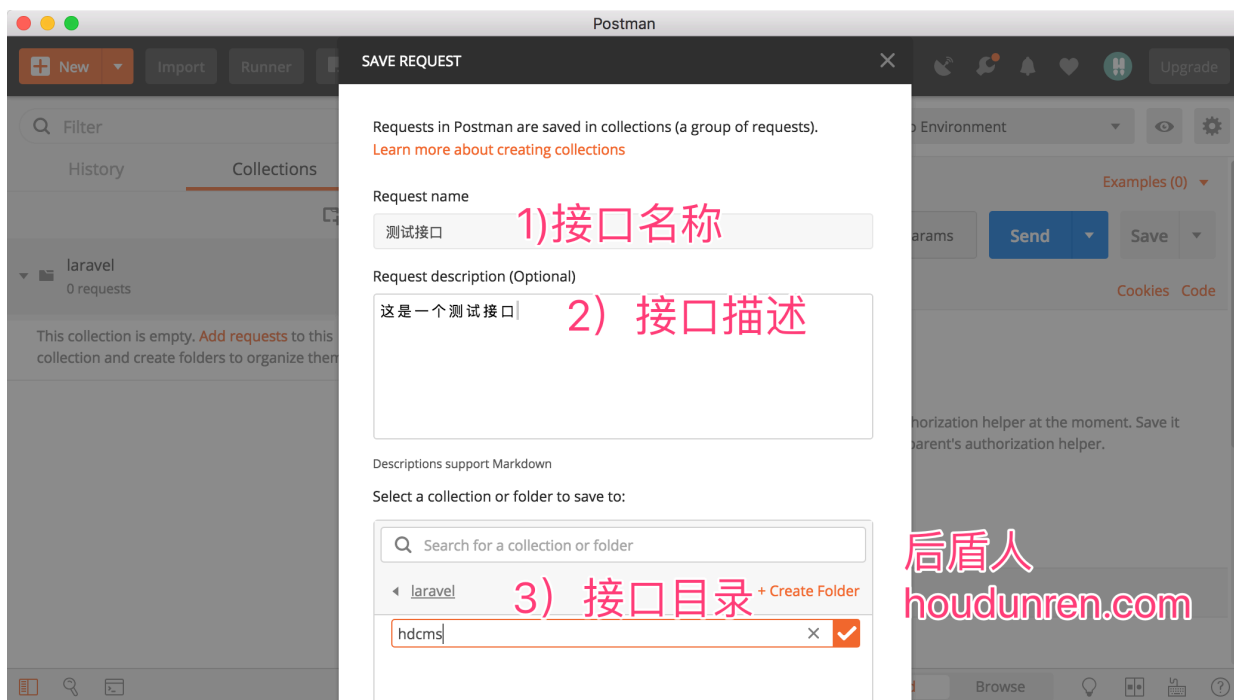 Postman
New
Import
Runner
SAVE REQUEST
Upgrade
Filter
History
Collections
Environment
Requests in Postman are saved in collections (a group of requests).
Learn more about creating collections
Examples (0)
Request name
测试接口
1)接口名称
Send
Save
laravel
0 requests
Request description (Optional)
这是一个测试接口
2）接口描述
Cookies Code
This collection is empty. Add requests to this
collection and create folders to organize them
at the moment. Save it
authorization helper.
Descriptions support Markdown
Select a collection or folder to save to:
Search for a collection or folder
laravel
3）接口目录
+ Create Folder
hdcms
后盾人
houdunren.com
Browse